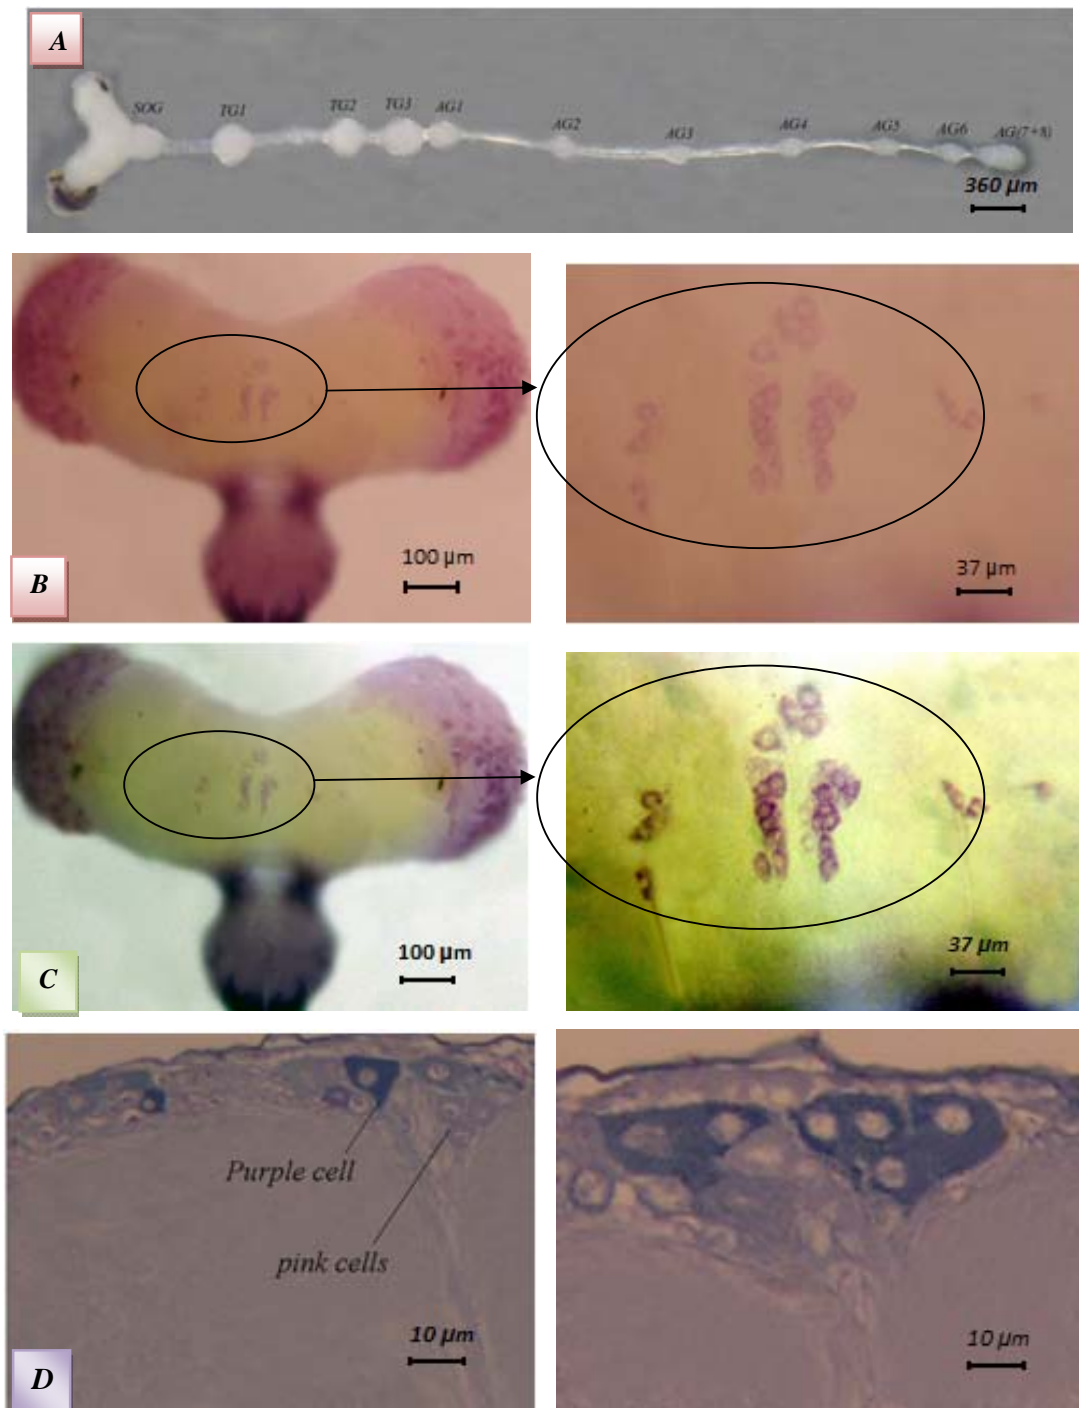 A
SOG TG1 TG2 TG3 AG1 AG2 AG3 AG4 AG5 AG6 AG(7+8)
360 µm
100 µm
37 µm
B
100 µm
37 µm
C
Purple cell
pink cells
10 µm
10 µm
D